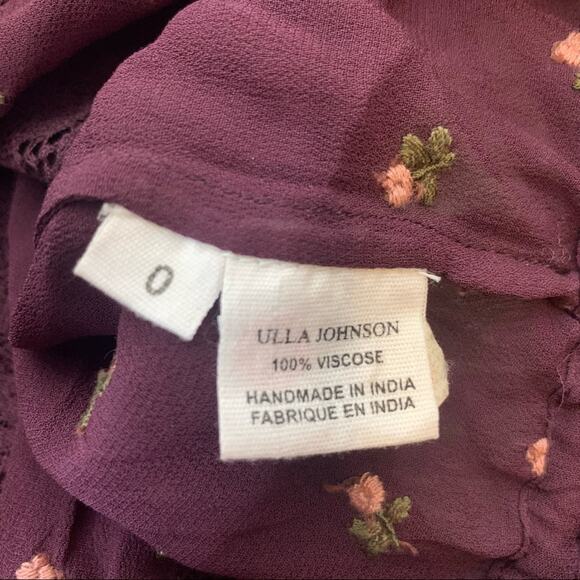 0
ULLA JOHNSON
100% VISCOSE
HANDMADE IN INDIA
FABRIQUE EN INDIA